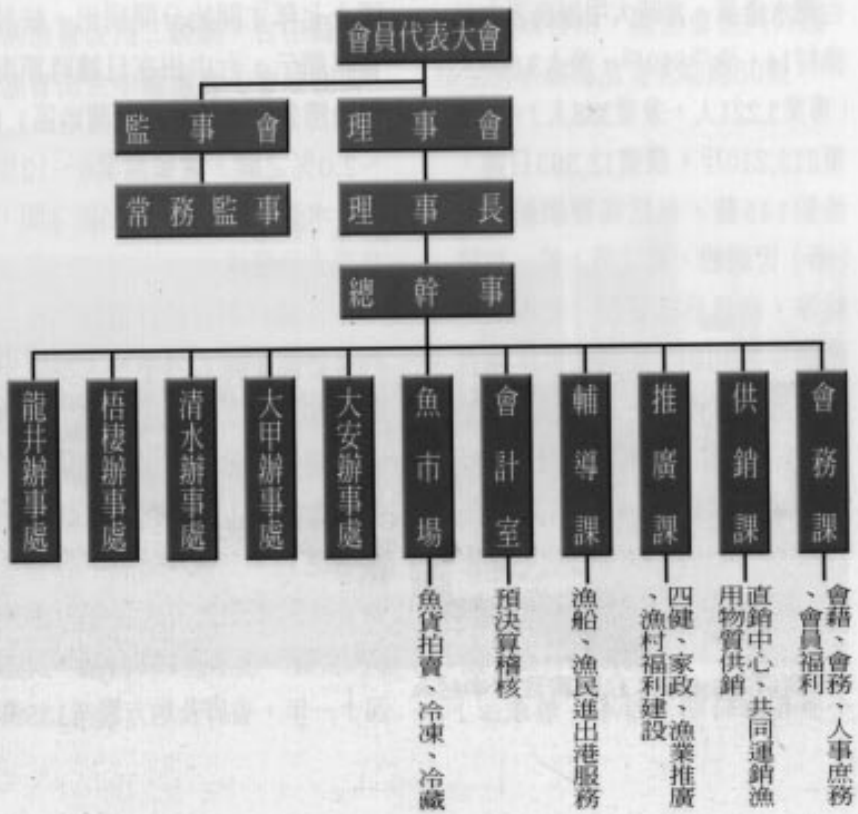 會員代表大會
監事會
理事會
常務監事
理事長
總幹事
會務課
供銷課
推廣課
輔導課
會計室
魚市場
大安辦事處
大甲辦事處
清水辦事處
梧棲辦事處
龍井辦事處
會籍、會務、人事庶務
、會員福利
直銷中心、共同運銷漁
用物質供銷
四健、家政、漁業推廣
、漁村福利建設
漁船、漁民進出港服務
預決算稽核
魚貨拍賣、冷凍、冷藏